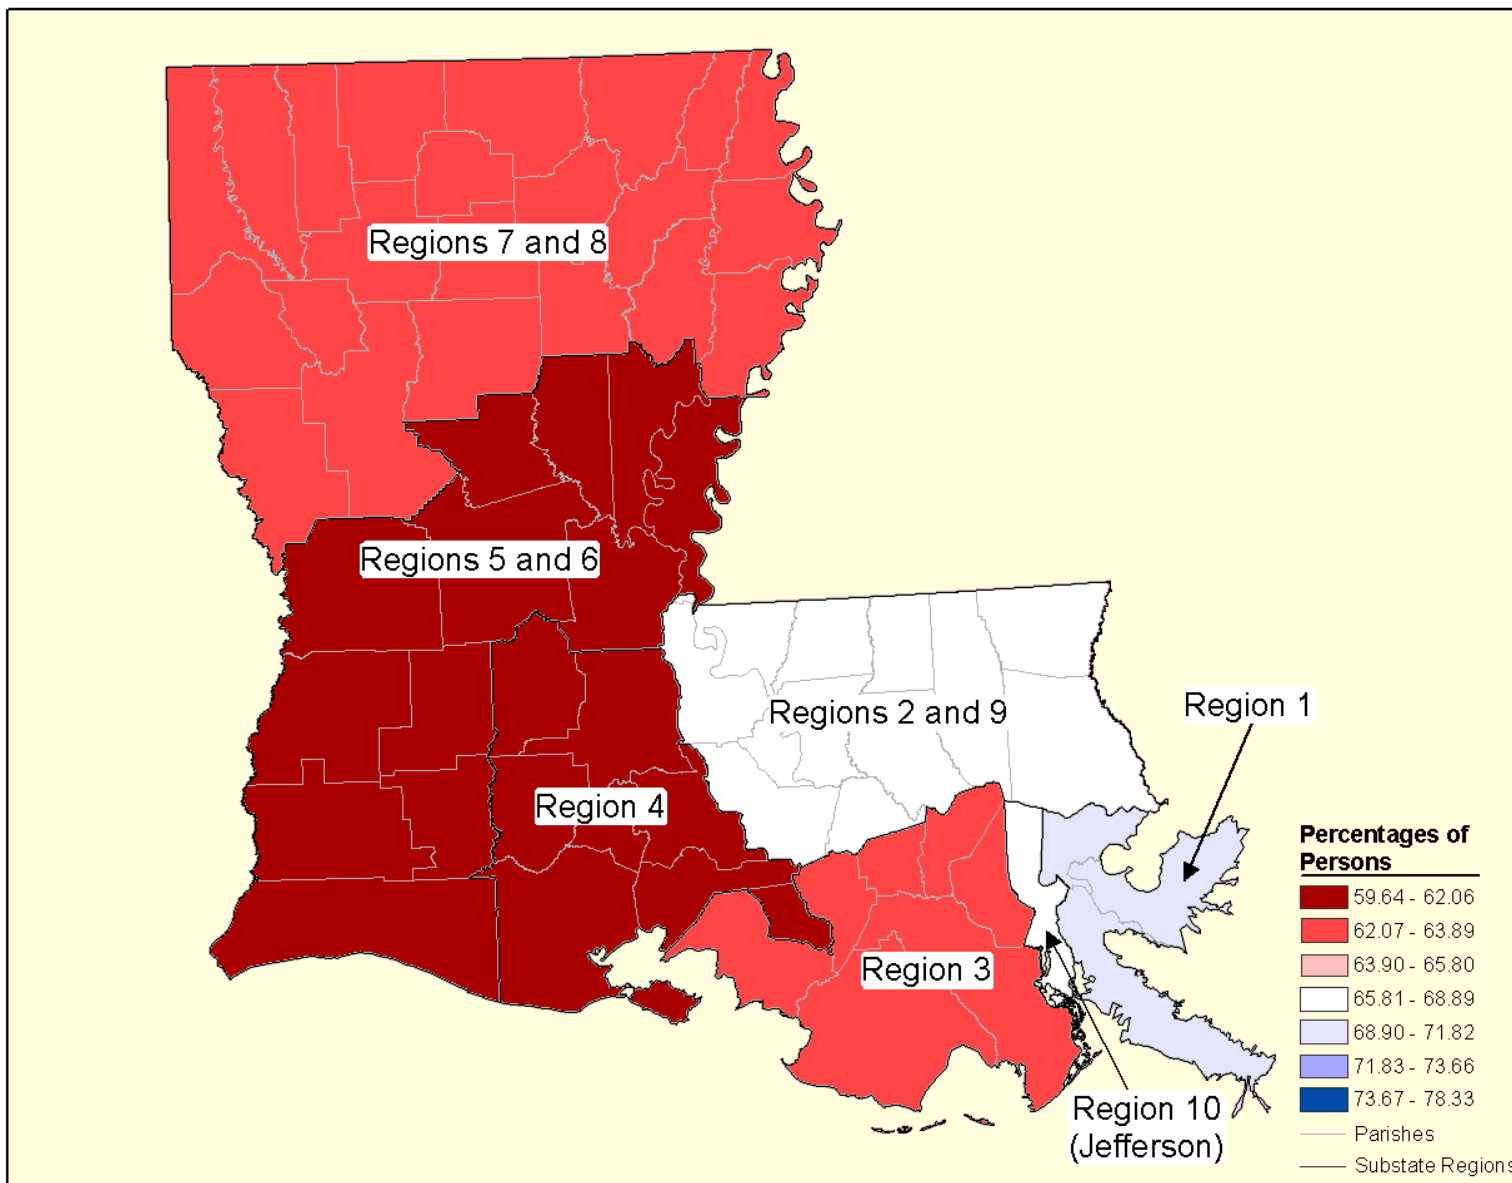 Regions 7 and 8
Regions 5 and 6
Regions 2 and 9
Region 1
Region 4
Region 3
Region 10
(Jefferson)
Percentages of
Persons
59.64 - 62.06
62.07 - 63.89
63.90 - 65.80
65.81 - 68.89
68.90 - 71.82
71.83 - 73.66
73.67 - 78.33
Parishes
Substate Regions